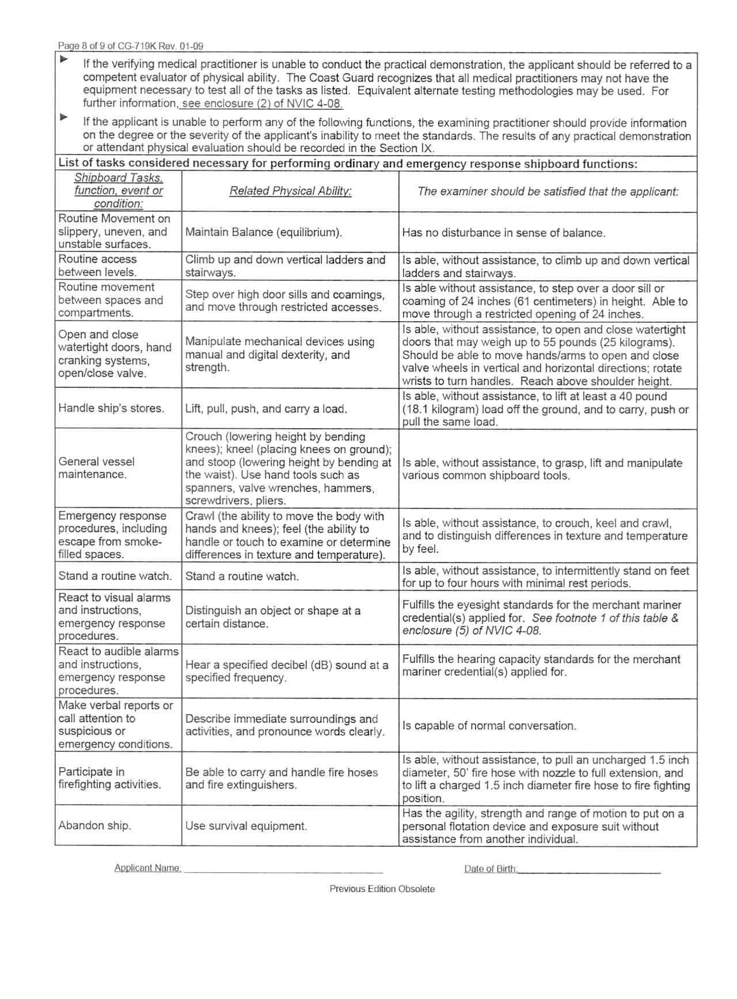 Page 8 of 9 of CG-719K Rev. 01-09
If the verifying medical practitioner is unable to conduct the practical demonstration, the applicant should be referred to a
competent evaluator of physical ability. The Coast Guard recognizes that all medical practitioners may not have the
equipment necessary to test all of the tasks as listed. Equivalent alternate testing methodologies may be used. For
further information, see enclosure (2) of NVIC 4-08.
If the applicant is unable to perform any of the following functions, the examining practitioner should provide information
on the degree or the severity of the applicant's inability to meet the standards. The results of any practical demonstration
or attendant physical evaluation should be recorded in the Section IX.
List of tasks considered necessary for performing ordinary and emergency response shipboard functions:
Shipboard Tasks,
function, event or
condition:
Related Physical Ability:
The examiner should be satisfied that the applicant:
Routine Movement on
slippery, uneven, and
unstable surfaces.
Maintain Balance (equilibrium).
Has no disturbance in sense of balance.
Routine access
between levels.
Climb up and down vertical ladders and
stairways.
Is able, without assistance, to climb up and down vertical
ladders and stairways.
Routine movement
between spaces and
compartments.
Step over high door sills and coamings,
and move through restricted accesses.
Is able without assistance, to step over a door sill or
coaming of 24 inches (61 centimeters) in height. Able to
move through a restricted opening of 24 inches.
Open and close
watertight doors, hand
cranking systems,
open/close valve.
Manipulate mechanical devices using
manual and digital dexterity, and
strength.
Is able, without assistance, to open and close watertight
doors that may weigh up to 55 pounds (25 kilograms).
Should be able to move hands/arms to open and close
valve wheels in vertical and horizontal directions; rotate
wrists to turn handles. Reach above shoulder height.
Handle ship's stores.
Lift, pull, push, and carry a load.
Is able, without assistance, to lift at least a 40 pound
(18.1 kilogram) load off the ground, and to carry, push or
pull the same load.
General vessel
maintenance.
Crouch (lowering height by bending
knees); kneel (placing knees on ground);
and stoop (lowering height by bending at
the waist). Use hand tools such as
spanners, valve wrenches, hammers,
screwdrivers, pliers.
Is able, without assistance, to grasp, lift and manipulate
various common shipboard tools.
Emergency response
procedures, including
escape from smoke-
filled spaces.
Crawl (the ability to move the body with
hands and knees); feel (the ability to
handle or touch to examine or determine
differences in texture and temperature).
Is able, without assistance, to crouch, keel and crawl,
and to distinguish differences in texture and temperature
by feel.
Stand a routine watch.
Stand a routine watch.
Is able, without assistance, to intermittently stand on feet
for up to four hours with minimal rest periods.
React to visual alarms
and instructions,
emergency response
procedures.
Distinguish an object or shape at a
certain distance.
Fulfills the eyesight standards for the merchant mariner
credential(s) applied for. See footnote 1 of this table &
enclosure (5) of NVIC 4-08.
React to audible alarms
and instructions,
emergency response
procedures.
Hear a specified decibel (dB) sound at a
specified frequency.
Fulfills the hearing capacity standards for the merchant
mariner credential(s) applied for.
Make verbal reports or
call attention to
suspicious or
emergency conditions.
Describe immediate surroundings and
activities, and pronounce words clearly.
Is capable of normal conversation.
Participate in
firefighting activities.
Be able to carry and handle fire hoses
and fire extinguishers.
Is able, without assistance, to pull an uncharged 1.5 inch
diameter, 50' fire hose with nozzle to full extension, and
to lift a charged 1.5 inch diameter fire hose to fire fighting
position.
Abandon ship.
Use survival equipment.
Has the agility, strength and range of motion to put on a
personal flotation device and exposure suit without
assistance from another individual.
Applicant Name:
Date of Birth:
Previous Edition Obsolete